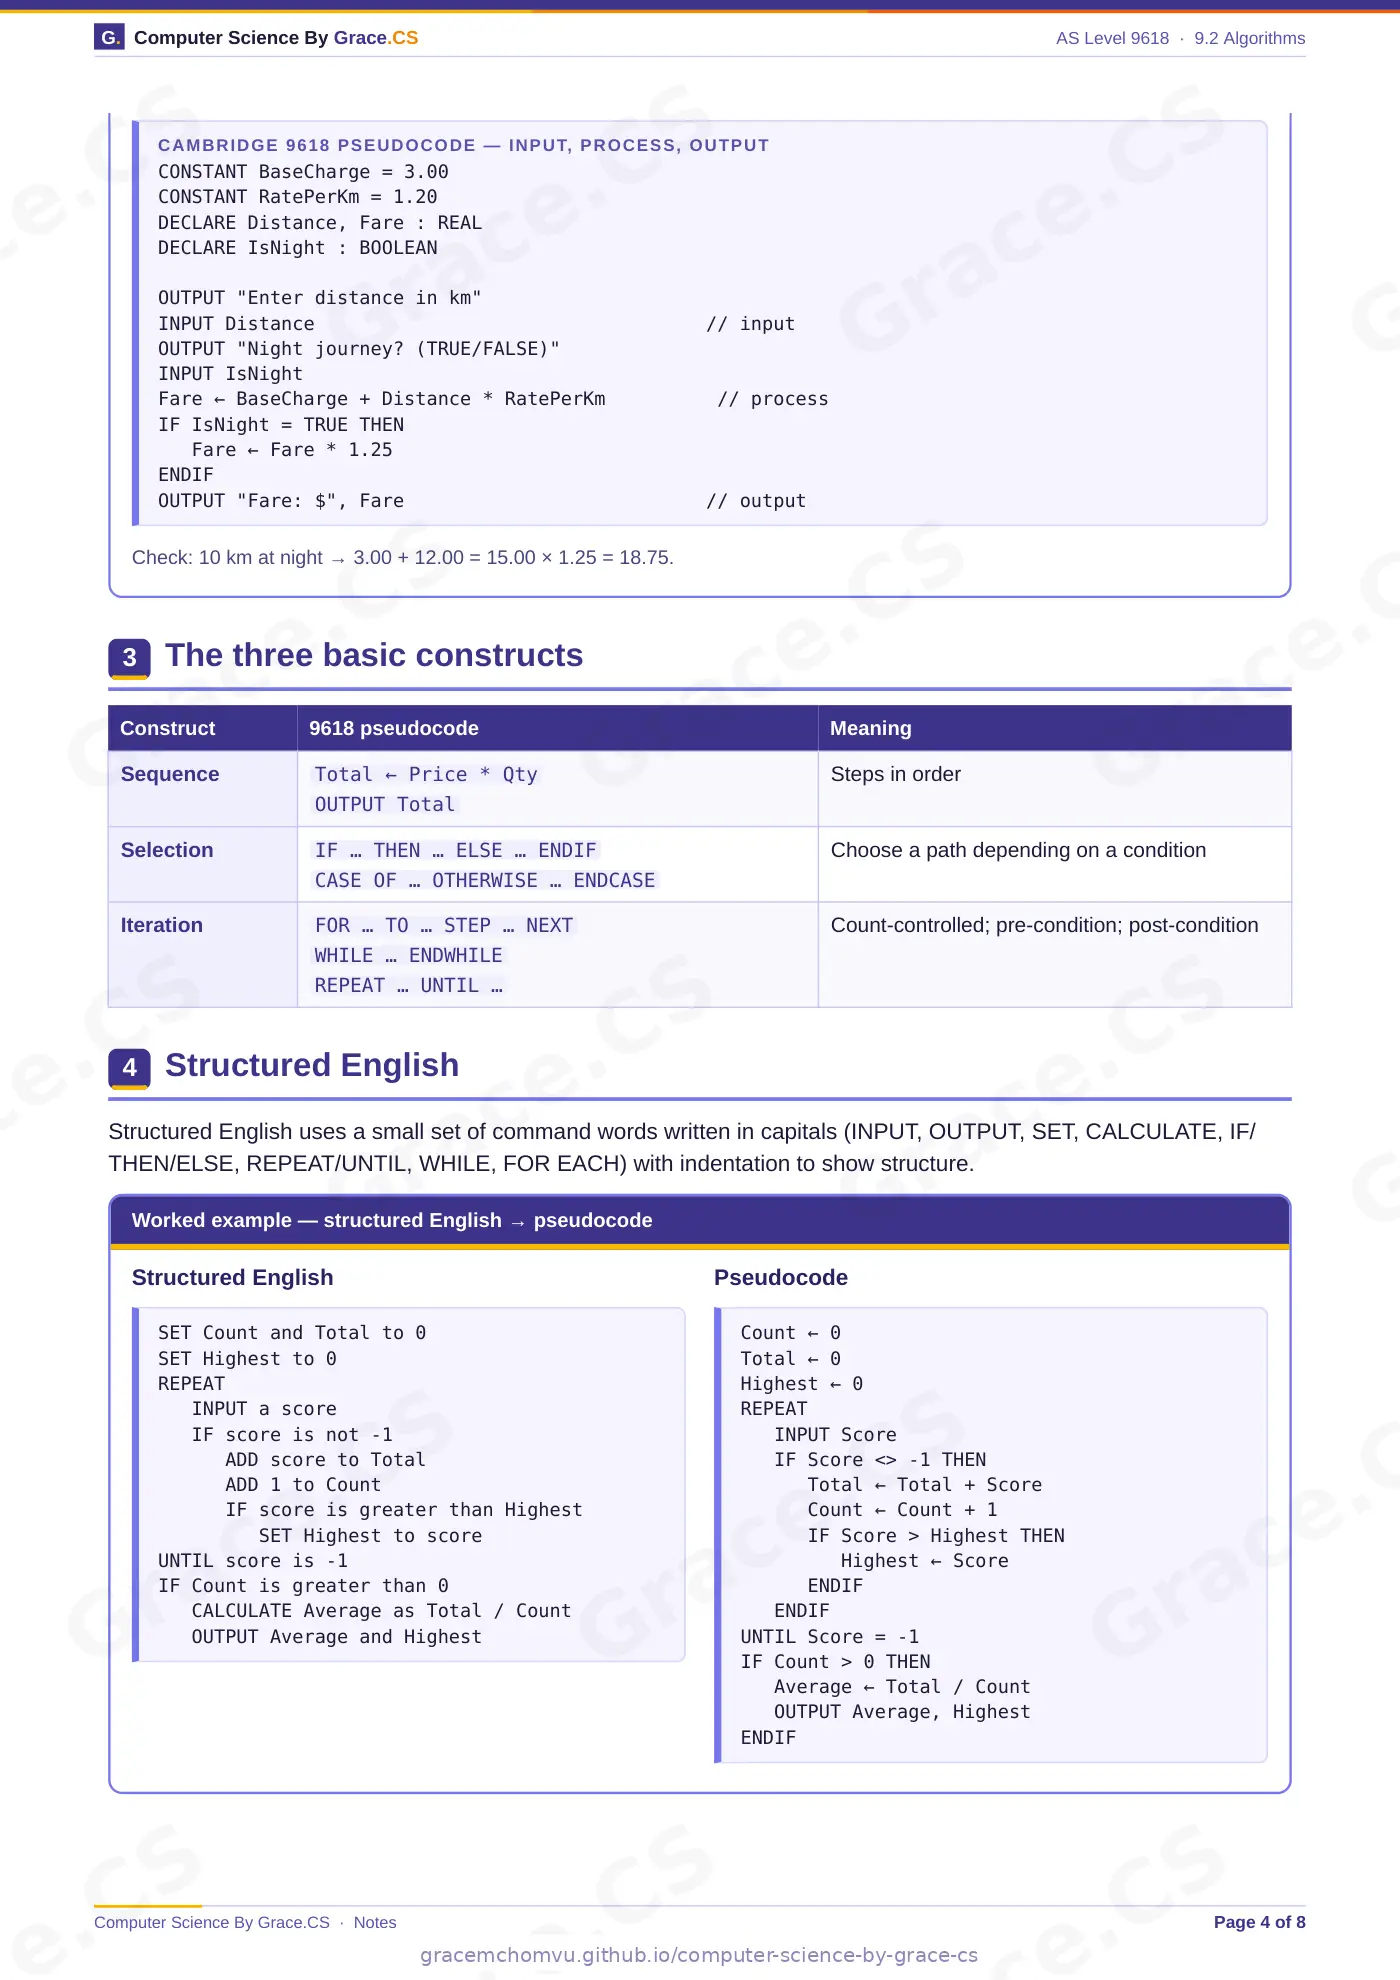 G. Computer Science By Grace.CS
AS Level 9618 · 9.2 Algorithms
CAMBRIDGE 9618 PSEUDOCODE — INPUT, PROCESS, OUTPUT
CONSTANT BaseCharge = 3.00
CONSTANT RatePerKm = 1.20
DECLARE Distance, Fare : REAL
DECLARE IsNight : BOOLEAN
OUTPUT "Enter distance in km"
INPUT Distance // input
OUTPUT "Night journey? (TRUE/FALSE)"
INPUT IsNight
Fare ← BaseCharge + Distance * RatePerKm // process
IF IsNight = TRUE THEN
   Fare ← Fare * 1.25
ENDIF
OUTPUT "Fare: $", Fare // output
Check: 10 km at night → 3.00 + 12.00 = 15.00 × 1.25 = 18.75.
3 The three basic constructs
Construct 9618 pseudocode Meaning
Sequence Total ← Price * Qty Steps in order
OUTPUT Total
Selection IF … THEN … ELSE … ENDIF Choose a path depending on a condition
CASE OF … OTHERWISE … ENDCASE
Iteration FOR … TO … STEP … NEXT Count-controlled; pre-condition; post-condition
WHILE … ENDWHILE
REPEAT … UNTIL …
4 Structured English
Structured English uses a small set of command words written in capitals (INPUT, OUTPUT, SET, CALCULATE, IF/
THEN/ELSE, REPEAT/UNTIL, WHILE, FOR EACH) with indentation to show structure.
Worked example — structured English → pseudocode
Structured English
SET Count and Total to 0
SET Highest to 0
REPEAT
   INPUT a score
   IF score is not -1
      ADD score to Total
      ADD 1 to Count
      IF score is greater than Highest
         SET Highest to score
UNTIL score is -1
IF Count is greater than 0
   CALCULATE Average as Total / Count
   OUTPUT Average and Highest
Pseudocode
Count ← 0
Total ← 0
Highest ← 0
REPEAT
   INPUT Score
   IF Score <> -1 THEN
      Total ← Total + Score
      Count ← Count + 1
      IF Score > Highest THEN
         Highest ← Score
      ENDIF
   ENDIF
UNTIL Score = -1
IF Count > 0 THEN
   Average ← Total / Count
   OUTPUT Average, Highest
ENDIF
Computer Science By Grace.CS · Notes
Page 4 of 8
gracemchomvu.github.io/computer-science-by-grace-cs